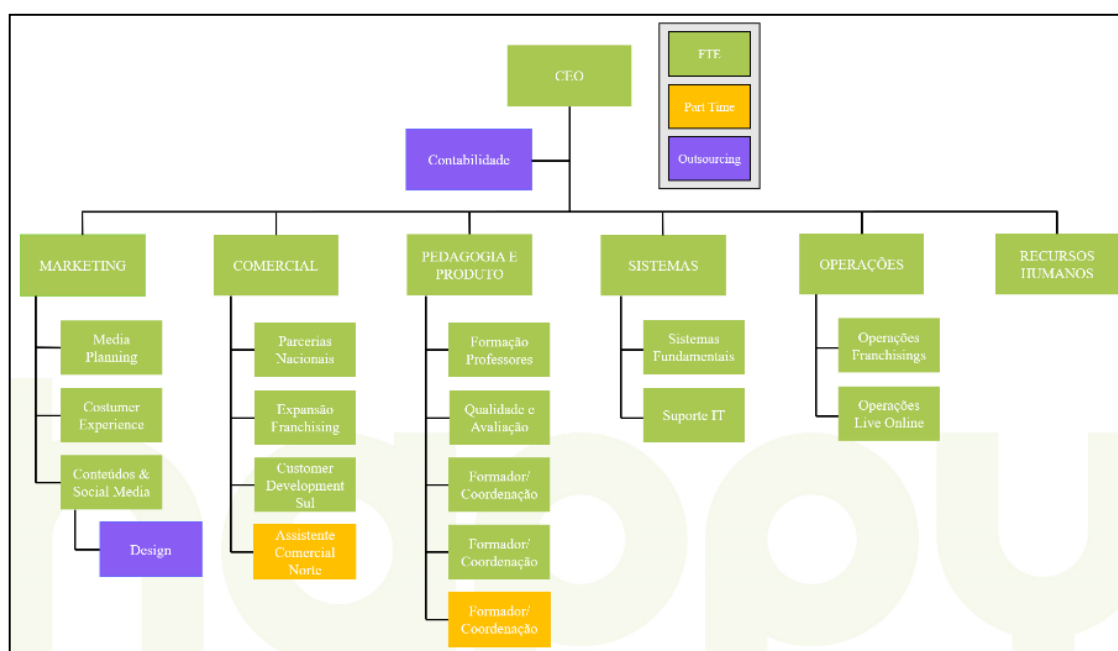 CEO
FTE
Part Time
Outsourcing
Contabilidade
MARKETING
COMERCIAL
PEDAGOGIA E
PRODUTO
SISTEMAS
OPERAÇÕES
RECURSOS
HUMANOS
Media
Planning
Costumer
Experience
Conteúdos &
Social Media
Design
Parcerias
Nacionais
Expansão
Franchising
Customer
Development
Sul
Assistente
Comercial
Norte
Formação
Professores
Qualidade e
Avaliação
Formador/
Coordenação
Formador/
Coordenação
Formador/
Coordenação
Sistemas
Fundamentais
Suporte IT
Operações
Franchisings
Operações
Live Online
happy